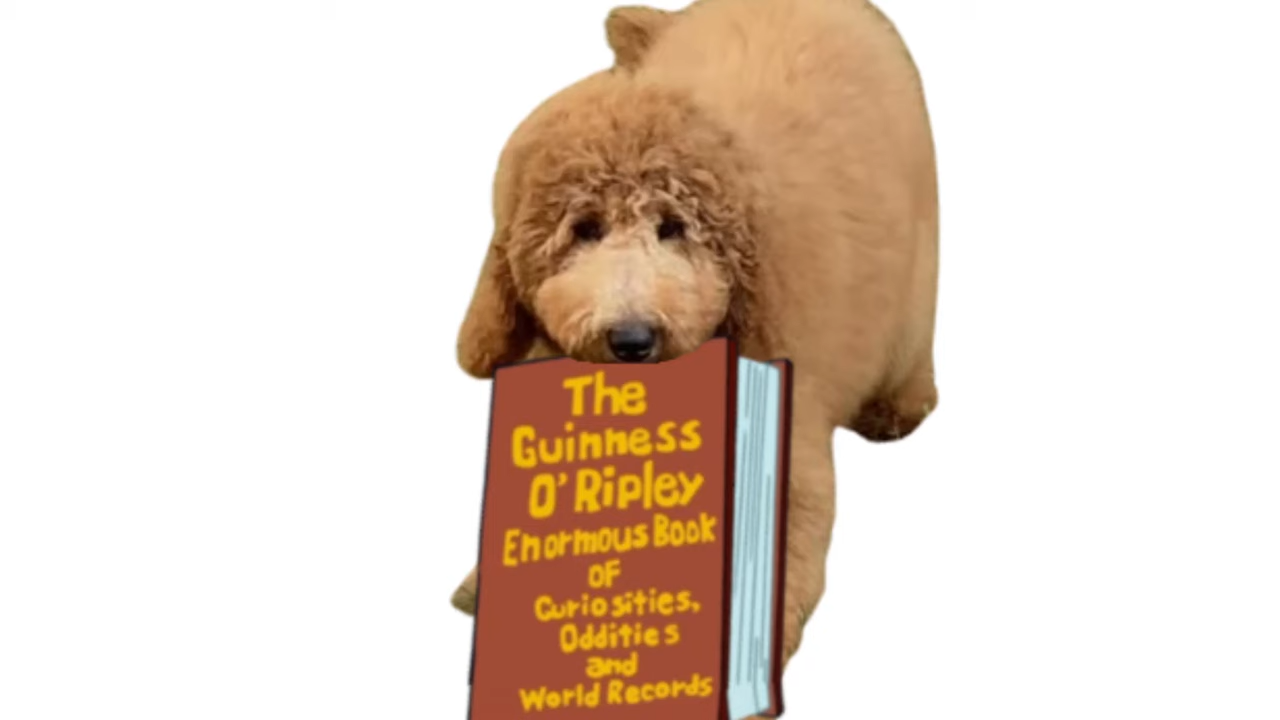 The
Guinness
O' Ripley
Enormous Book
OF
Curiosities,
Oddities
and
World Records